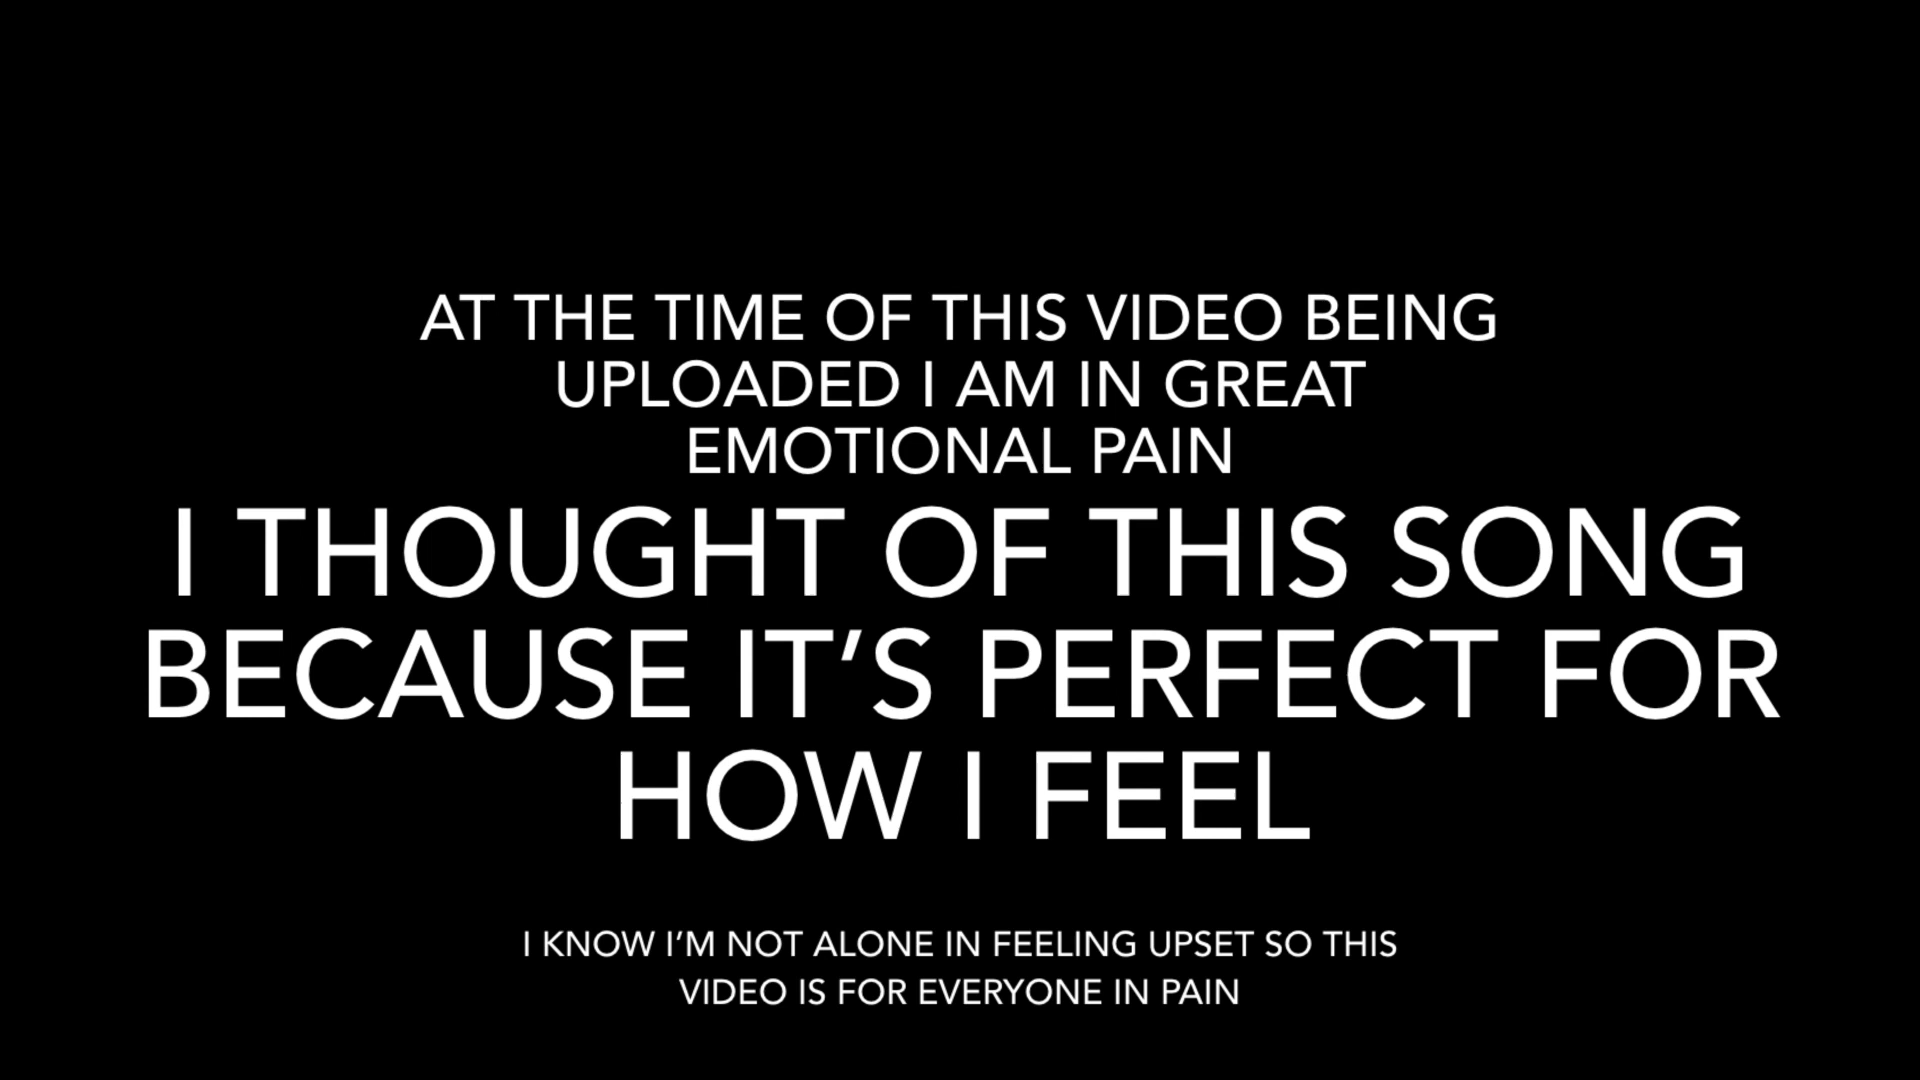 AT THE TIME OF THIS VIDEO BEING
UPLOADED I AM IN GREAT
EMOTIONAL PAIN
I THOUGHT OF THIS SONG
BECAUSE IT’S PERFECT FOR
HOW I FEEL
I KNOW I’M NOT ALONE IN FEELING UPSET SO THIS
VIDEO IS FOR EVERYONE IN PAIN